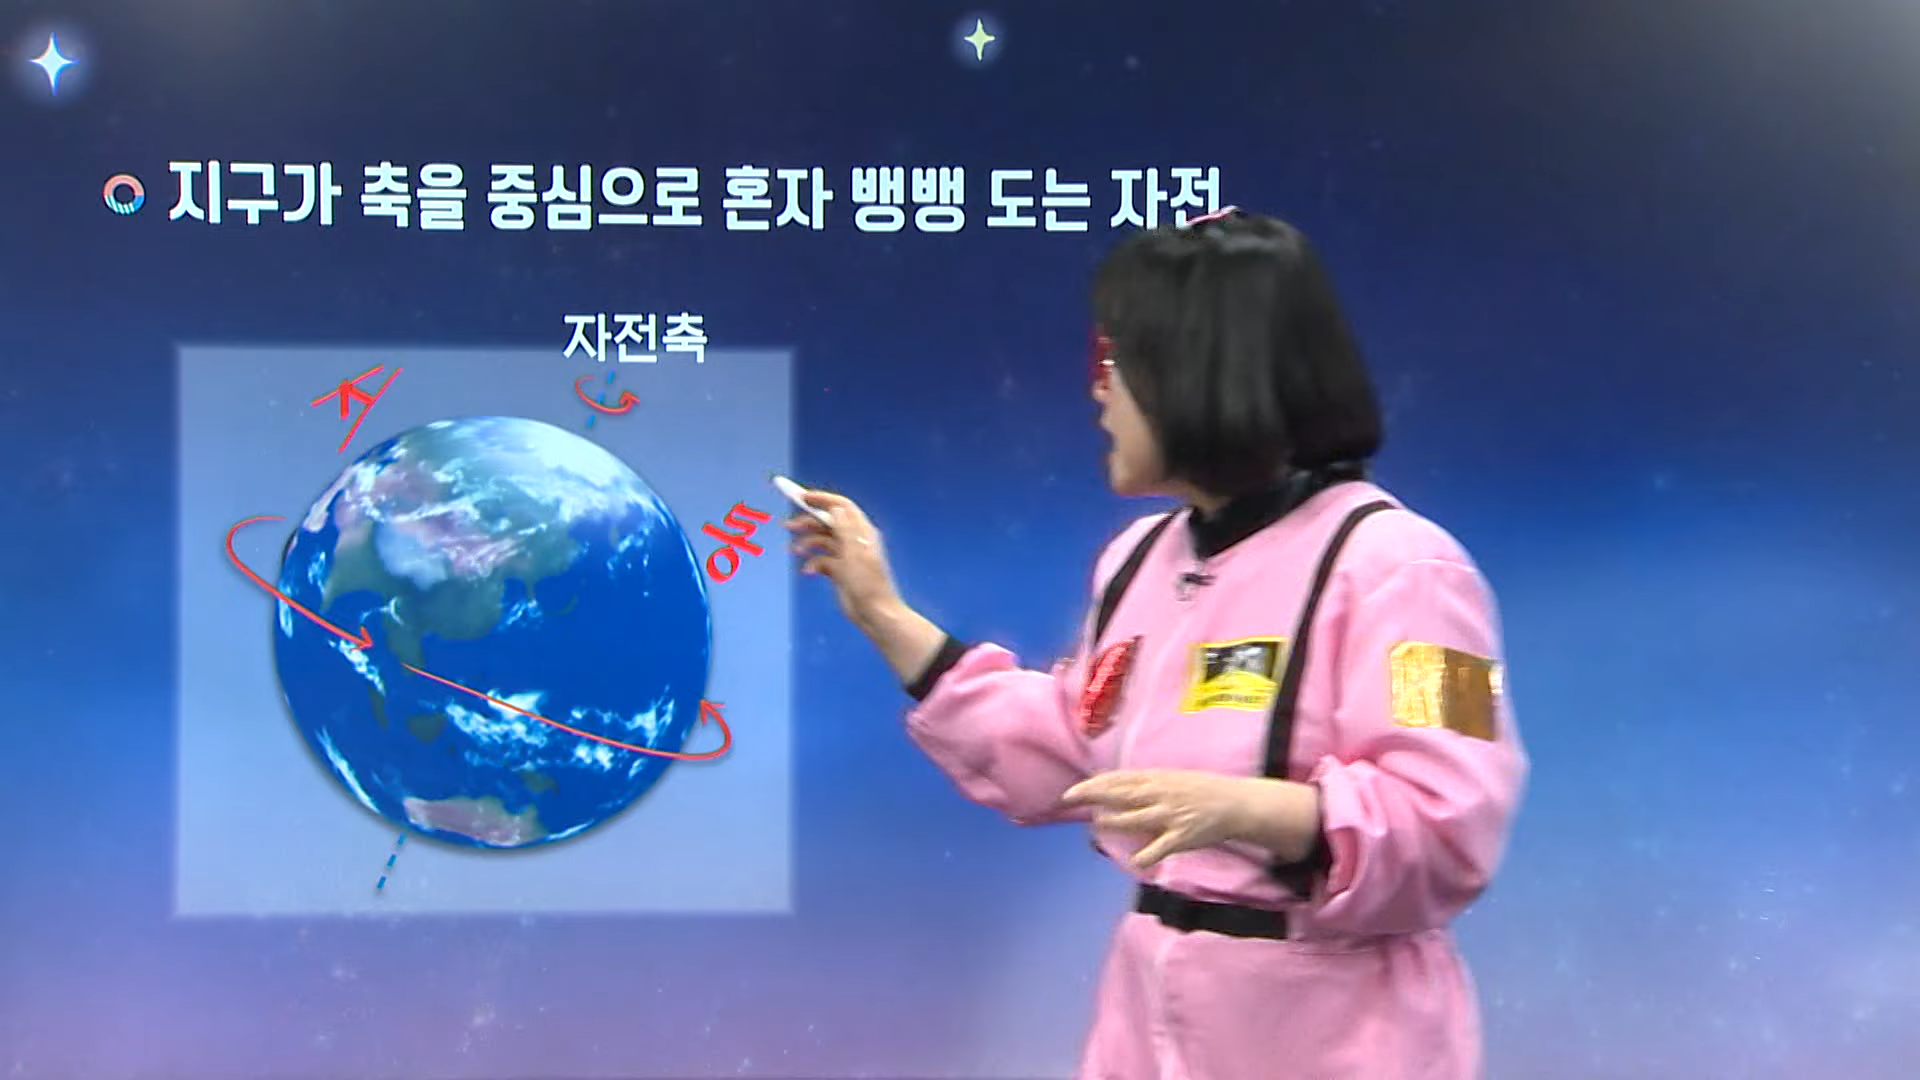 지구가 축을 중심으로 혼자 뱅뱅 도는 자전
자전축
서
동